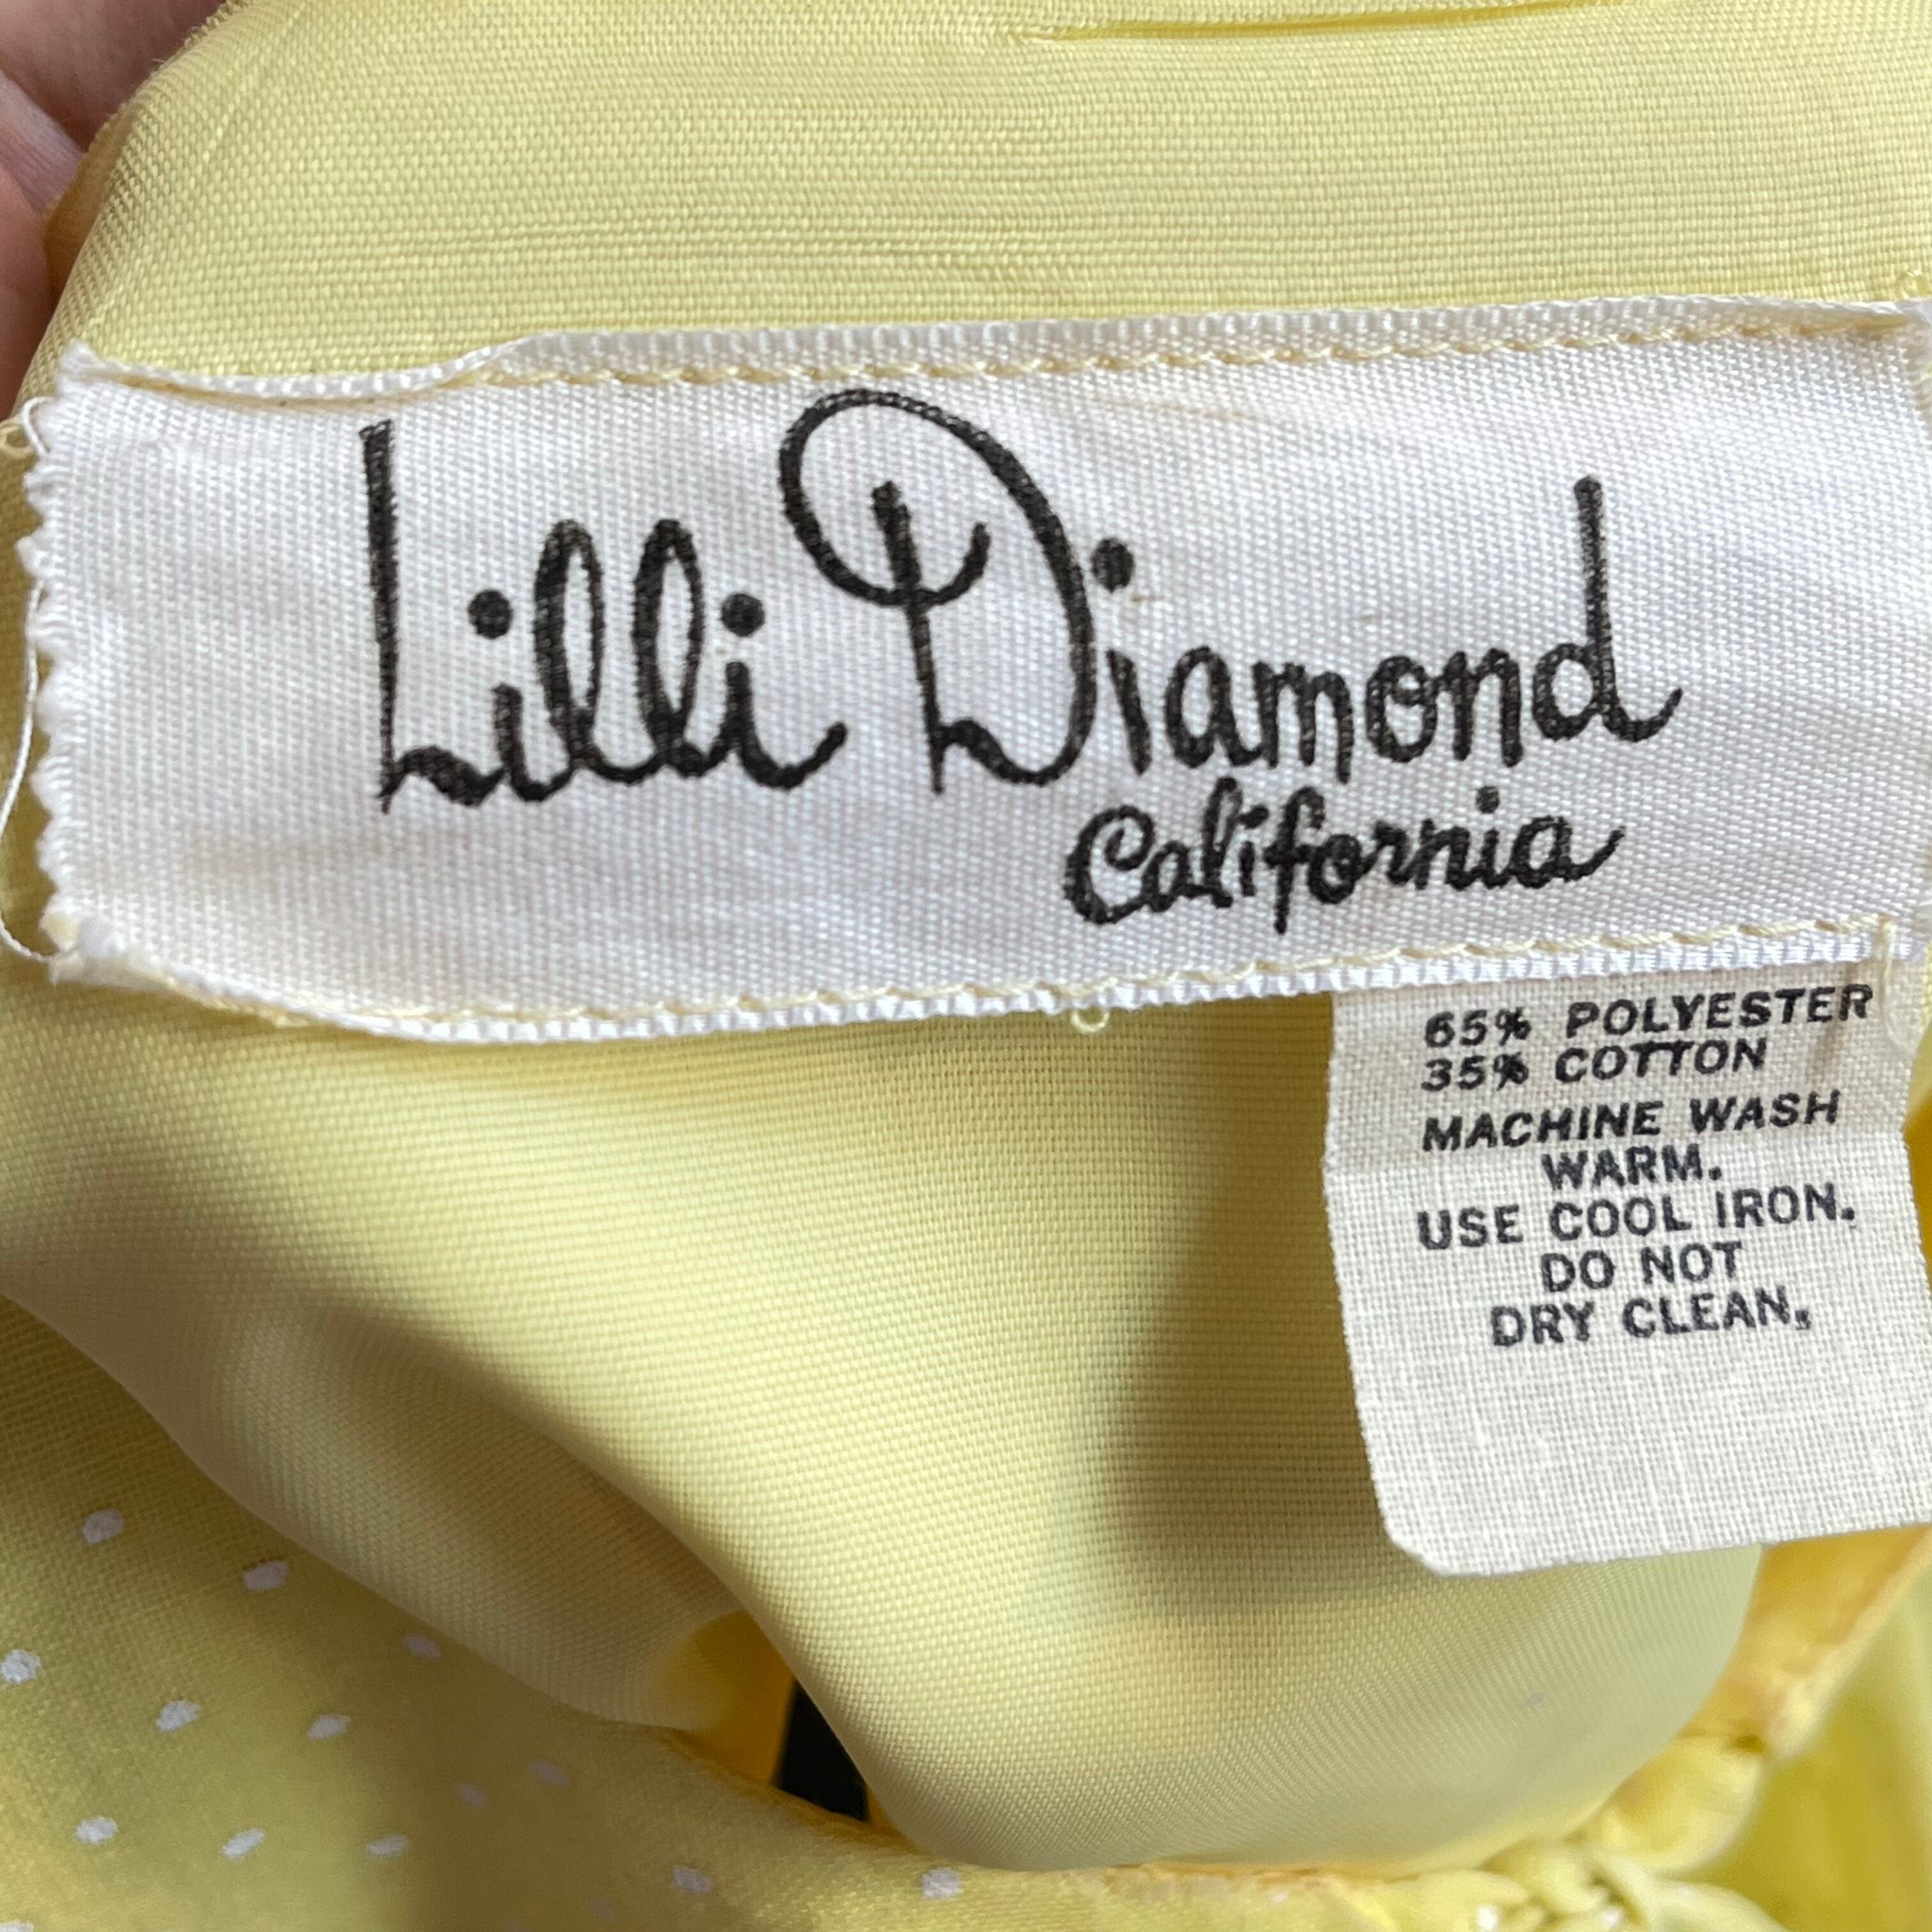 Lilli Diamond
California
65% POLYESTER
35% COTTON
MACHINE WASH
WARM.
USE COOL IRON.
DO NOT
DRY CLEAN.